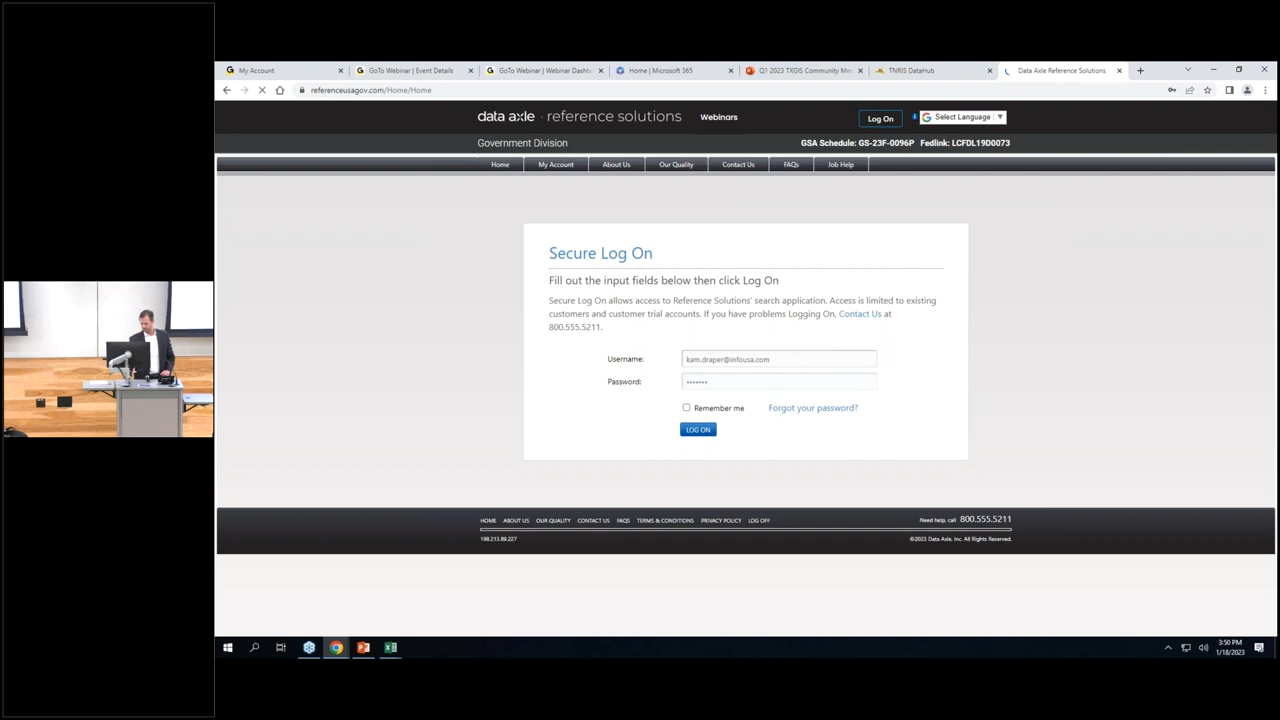 My Account
GoTo Webinar | Event Details
GoTo Webinar | Webinar Dashb
Home | Microsoft 365
Q1 2023 TXGIS Community Me
TNRIS DataHub
Data Axle Reference Solutions
referenceusagov.com/Home/Home
data axle reference solutions
Webinars
Log On
Select Language
Government Division
GSA Schedule: GS-23F-0096P Fedlink: LCFDL19D0073
Home
My Account
About Us
Our Quality
Contact Us
FAQs
Job Help
Secure Log On
Fill out the input fields below then click Log On
Secure Log On allows access to Reference Solutions' search application. Access is limited to existing
customers and customer trial accounts. If you have problems Logging On, Contact Us at
800.555.5211.
Username: kam.draper@infousa.com
Password: •••••••
Remember me Forgot your password?
LOG ON
HOME ABOUT US OUR QUALITY CONTACT US FAQS TERMS & CONDITIONS PRIVACY POLICY LOG OFF
Need help, call 800.555.5211
198.213.89.227
©2023 Data Axle, Inc. All Rights Reserved.
3:50 PM
1/18/2023